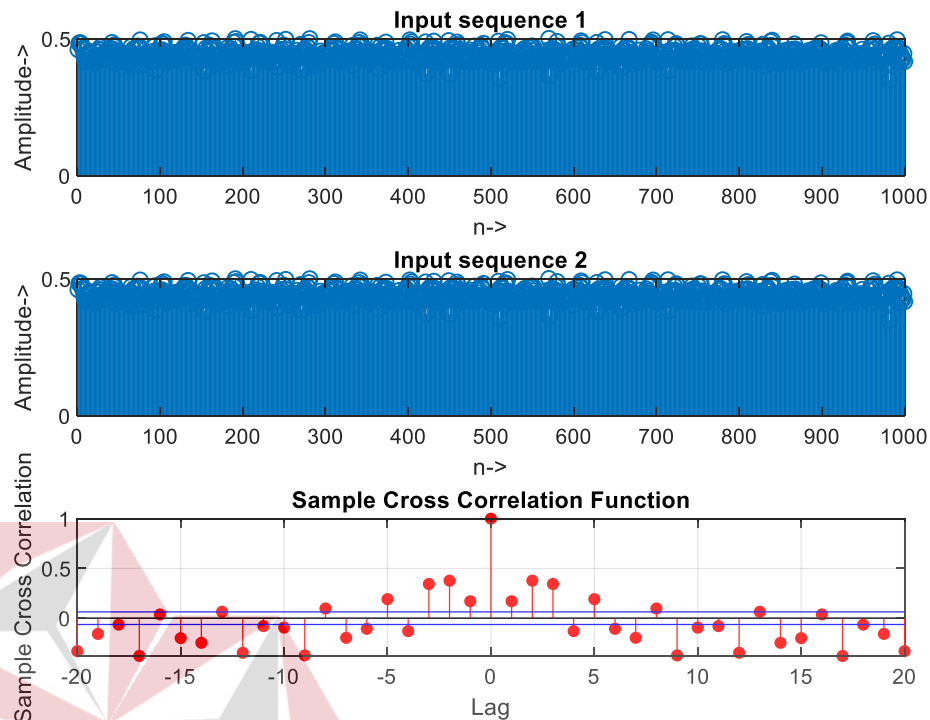 Input sequence 1
Amplitude-->
0.5
0
0 100 200 300 400 500 600 700 800 900 1000
n->
Input sequence 2
Amplitude-->
0.5
0
0 100 200 300 400 500 600 700 800 900 1000
n->
Sample Cross Correlation Function
Sample Cross Correlation
1
0.5
0
-20 -15 -10 -5 0 5 10 15 20
Lag